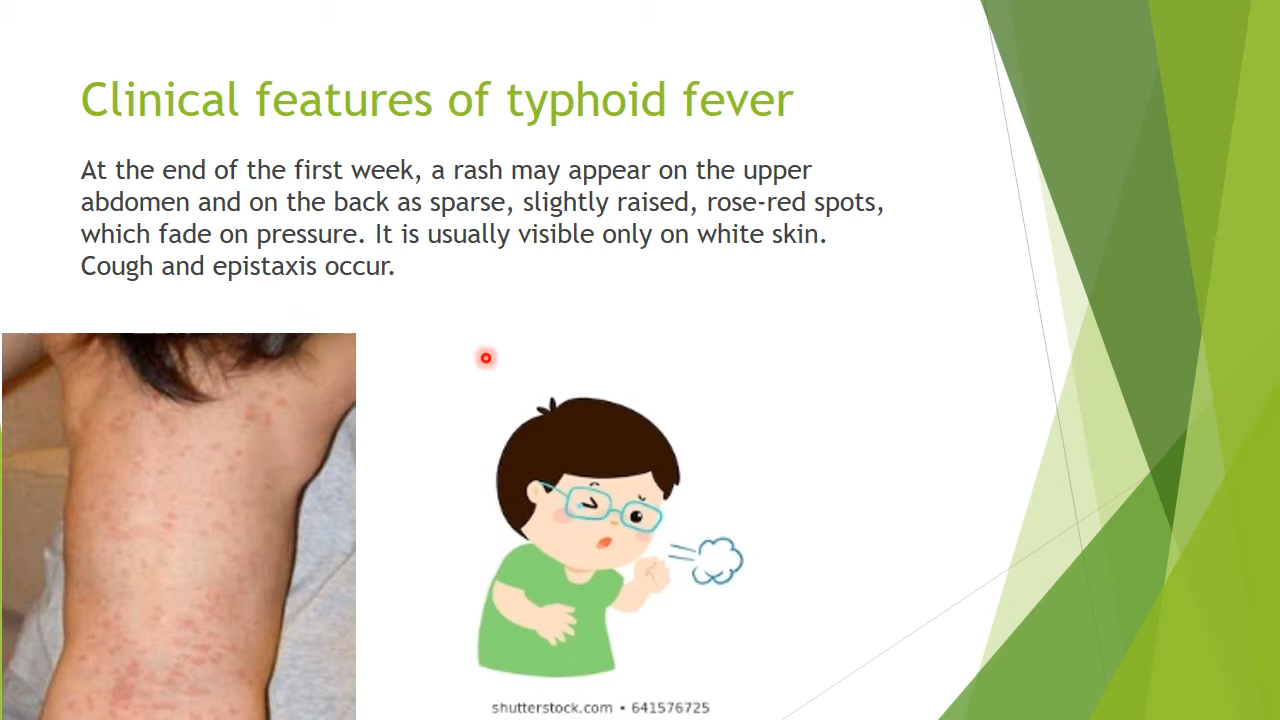 Clinical features of typhoid fever
At the end of the first week, a rash may appear on the upper
abdomen and on the back as sparse, slightly raised, rose-red spots,
which fade on pressure. It is usually visible only on white skin.
Cough and epistaxis occur.
shutterstock.com • 641576725